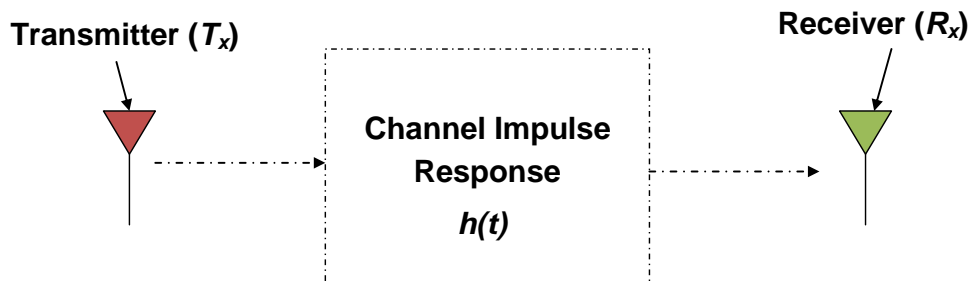 Transmitter (Tx)
Receiver (Rx)
Channel Impulse
Response
h(t)